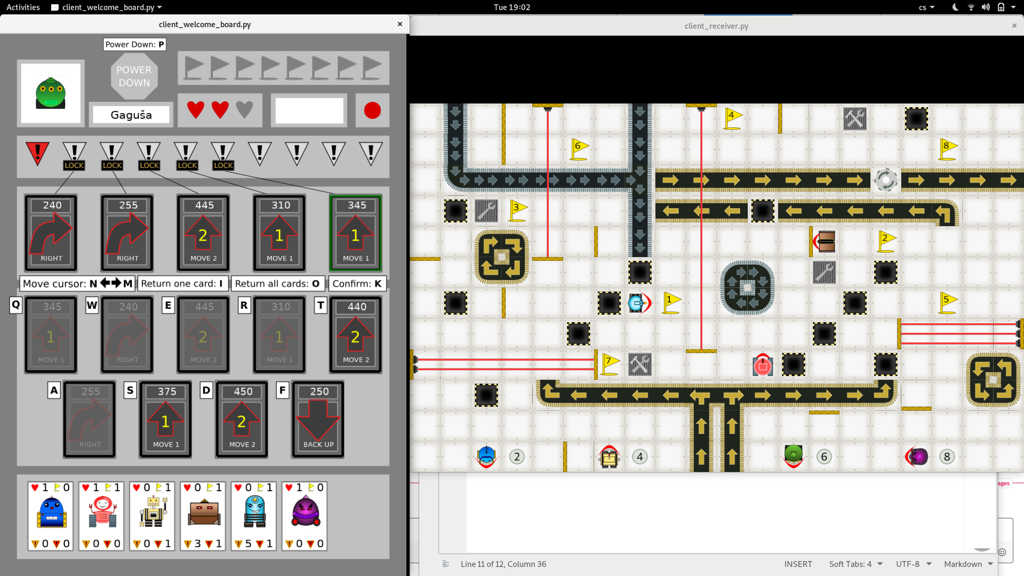 Activities client_welcome_board.py Tue 19:02 cs
client_welcome_board.py
client_receiver.py
Power Down: P
POWER
DOWN
Gaguša
LOCK LOCK LOCK LOCK LOCK
240 255 445 310 345
2 1 1
RIGHT RIGHT MOVE 2 MOVE 1 MOVE 1
Move cursor: N M Return one card: I Return all cards: O Confirm: K
Q W E R T
345 240 445 310 440
1 2 1 2
MOVE 1 RIGHT MOVE 2 MOVE 1 MOVE 2
A S D F
255 375 450 250
1 2
RIGHT MOVE 1 MOVE 2 BACK UP
1 0 1 1 0 1 0 1 0 1 1 0
0 0 0 0 0 1 3 1 5 1 0 0
4
6
8
3
2
1
5
7
2 4 6 8
ages
Line 11 of 12, Column 36 INSERT Soft Tabs: 4 UTF-8 Markdown